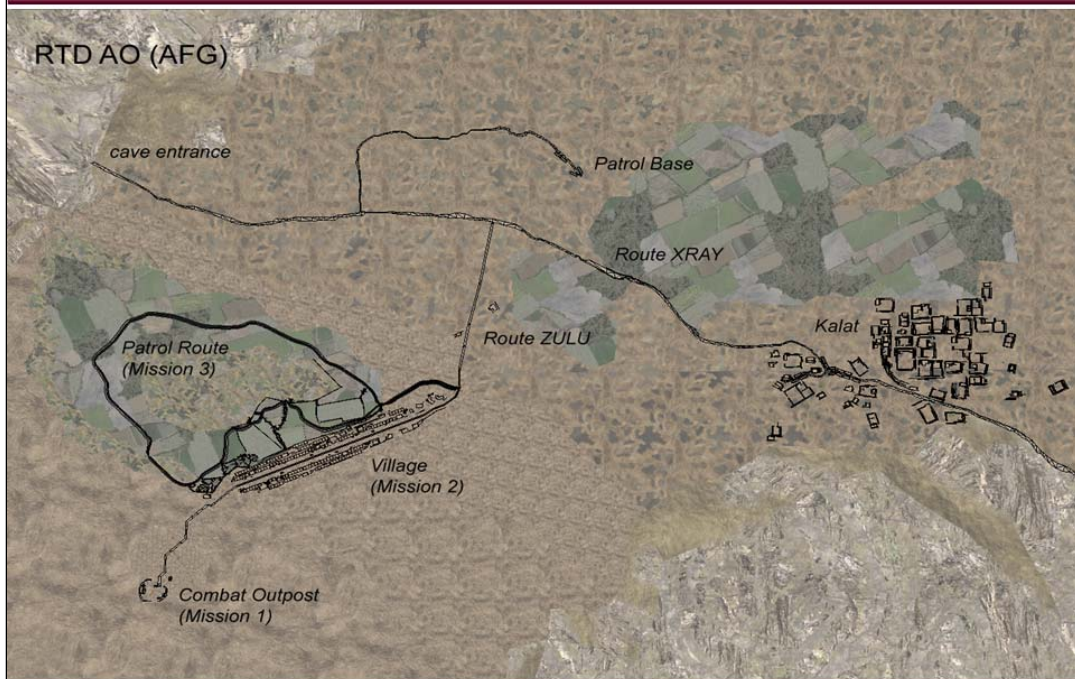 RTD AO (AFG)
cave entrance
Patrol Base
Route XRAY
Route ZULU
Kalat
Patrol Route
(Mission 3)
Village
(Mission 2)
Combat Outpost
(Mission 1)